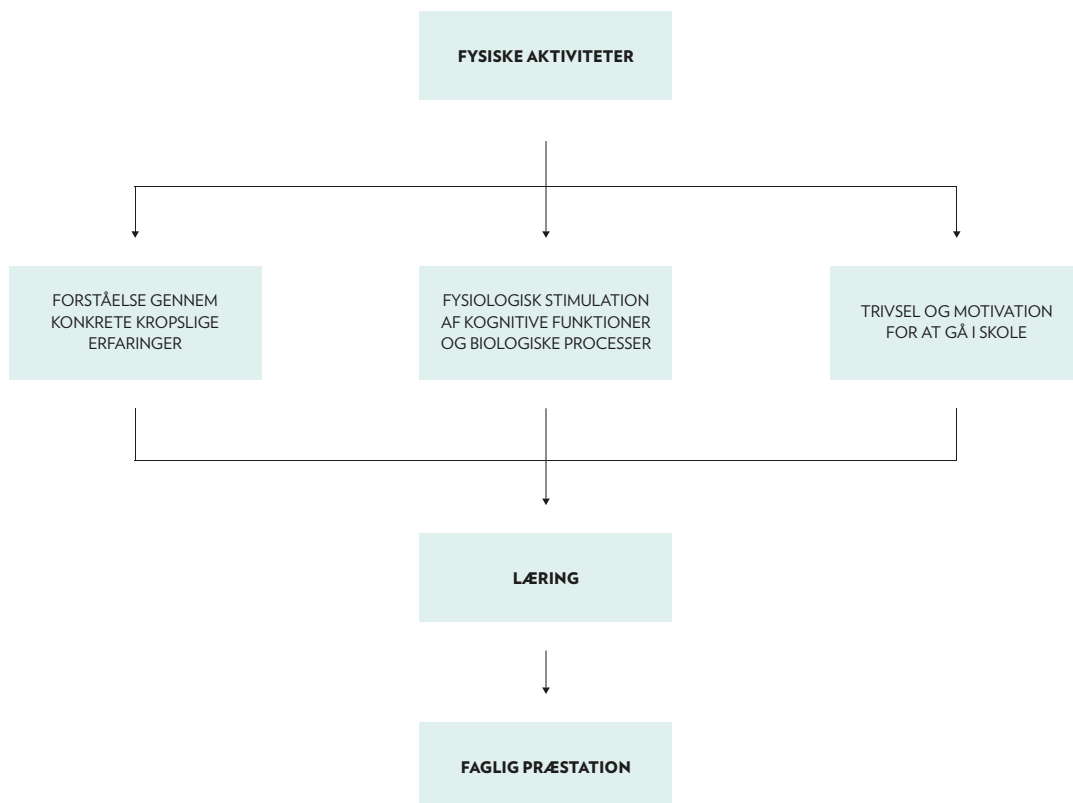 FYSISKE AKTIVITETER
FORSTÅELSE GENNEM
KONKRETE KROPSLIGE
ERFARINGER
FYSIOLOGISK STIMULATION
AF KOGNITIVE FUNKTIONER
OG BIOLOGISKE PROCESSER
TRIVSEL OG MOTIVATION
FOR AT GÅ I SKOLE
LÆRING
FAGLIG PRÆSTATION